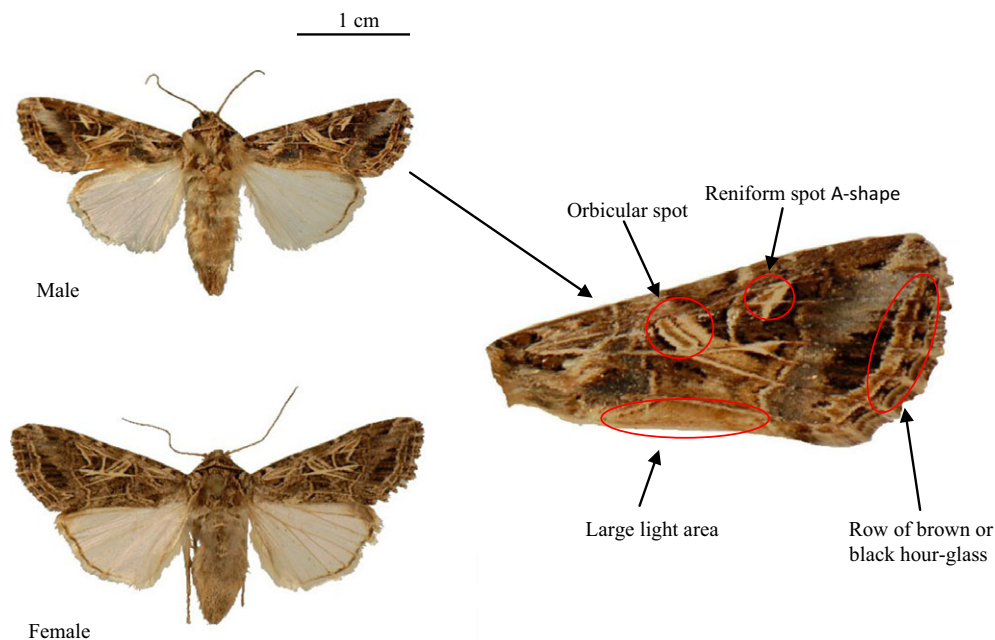 1 cm
Male
Orbicular spot
Reniform spot A-shape
Large light area
Row of brown or
black hour-glass
Female